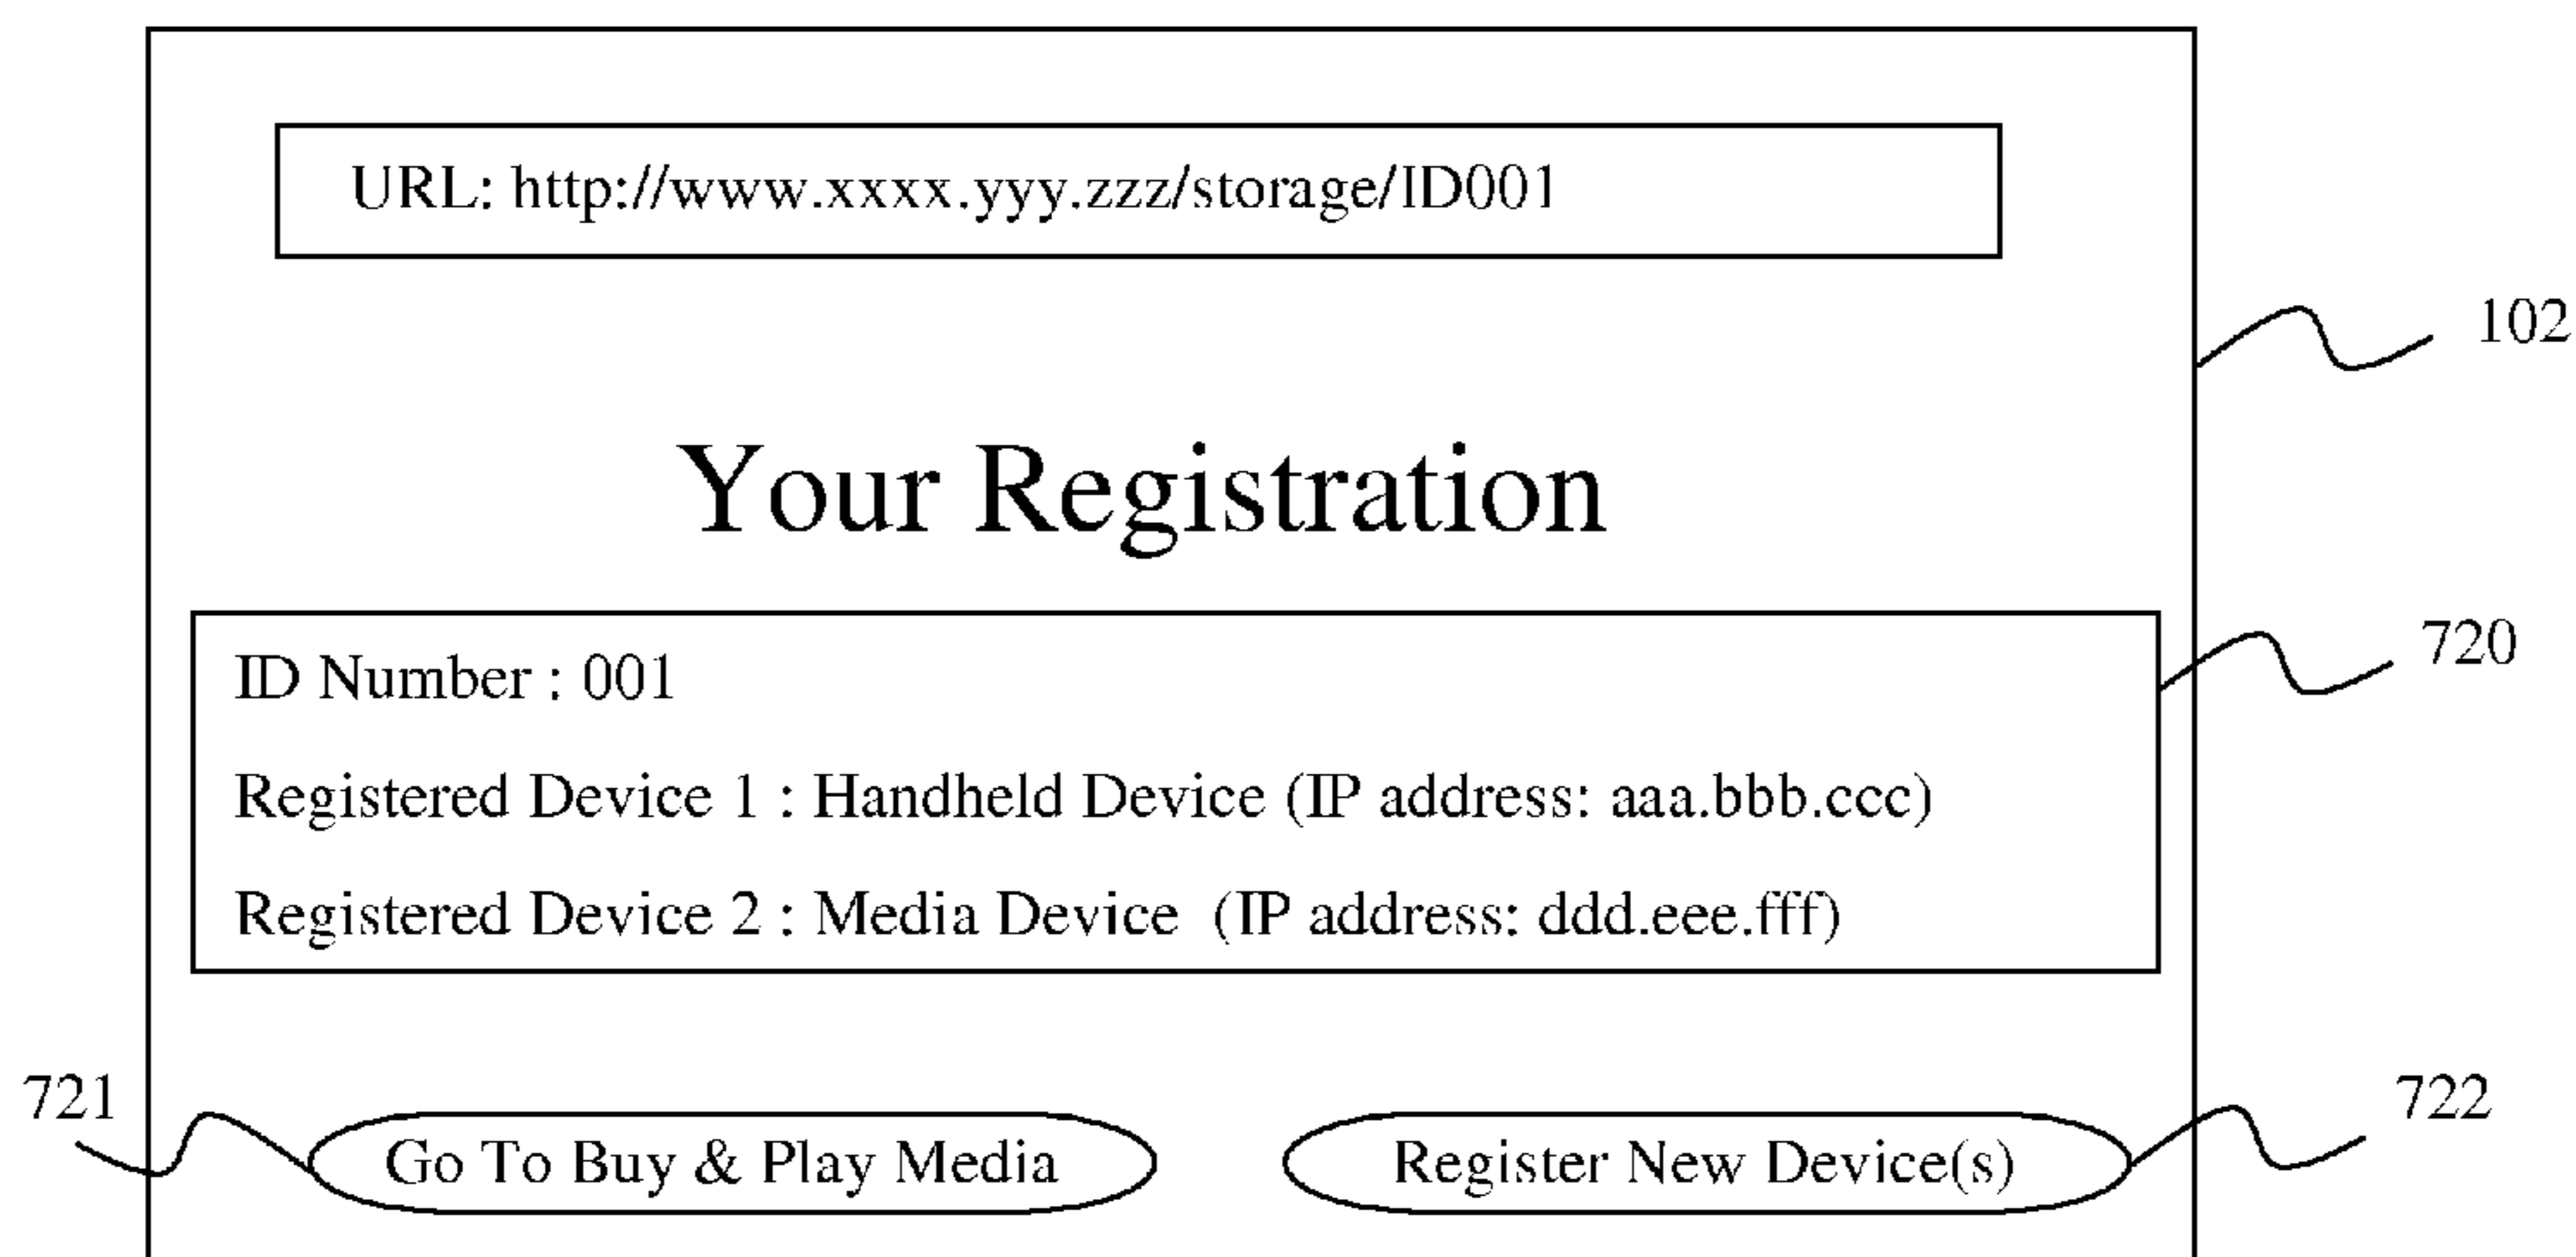 URL: http://www.xxxx.yyy.zzz/storage/ID001
102
Your Registration
720
ID Number : 001
Registered Device 1 : Handheld Device (IP address: aaa.bbb.ccc)
Registered Device 2 : Media Device (IP address: ddd.eee.fff)
721
722
Go To Buy & Play Media
Register New Device(s)